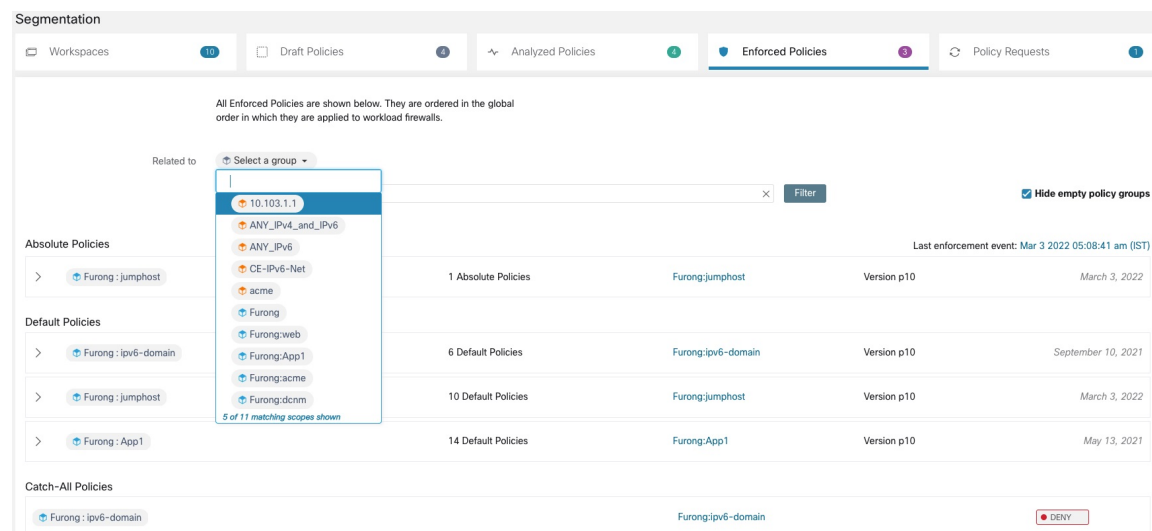 Segmentation
Workspaces 10 Draft Policies 4 Analyzed Policies 4 Enforced Policies 3 Policy Requests 1
All Enforced Policies are shown below. They are ordered in the global
order in which they are applied to workload firewalls.
Related to Select a group
Filter Hide empty policy groups
10.103.1.1
ANY_IPv4_and_IPv6
ANY_IPv6
CE-IPv6-Net
acme
Furong
Furong:web
Furong:App1
Furong:acme
Furong:dcnm
5 of 11 matching scopes shown
Absolute Policies Last enforcement event: Mar 3 2022 05:08:41 am (IST)
Furong : jumphost 1 Absolute Policies Furong:jumphost Version p10 March 3, 2022
Default Policies
Furong : ipv6-domain 6 Default Policies Furong:ipv6-domain Version p10 September 10, 2021
Furong : jumphost 10 Default Policies Furong:jumphost Version p10 March 3, 2022
Furong : App1 14 Default Policies Furong:App1 Version p10 May 13, 2021
Catch-All Policies
Furong : ipv6-domain Furong:ipv6-domain DENY